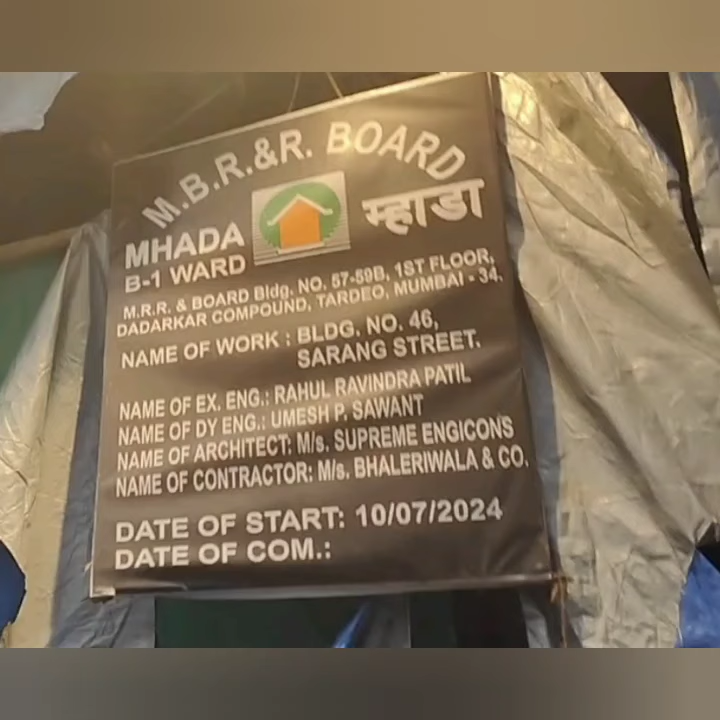 M.B.R.&R. BOARD
MHADA
म्हाडा
B-1 WARD
M.R.R. & BOARD Bldg. NO. 57-59B, 1ST FLOOR,
DADARKAR COMPOUND, TARDEO, MUMBAI - 34.
NAME OF WORK : BLDG. NO. 46,
SARANG STREET.
NAME OF EX. ENG.: RAHUL RAVINDRA PATIL
NAME OF DY ENG.: UMESH P. SAWANT
NAME OF ARCHITECT: M/s. SUPREME ENGICONS
NAME OF CONTRACTOR: M/s. BHALERIWALA & CO.
DATE OF START: 10/07/2024
DATE OF COM.: